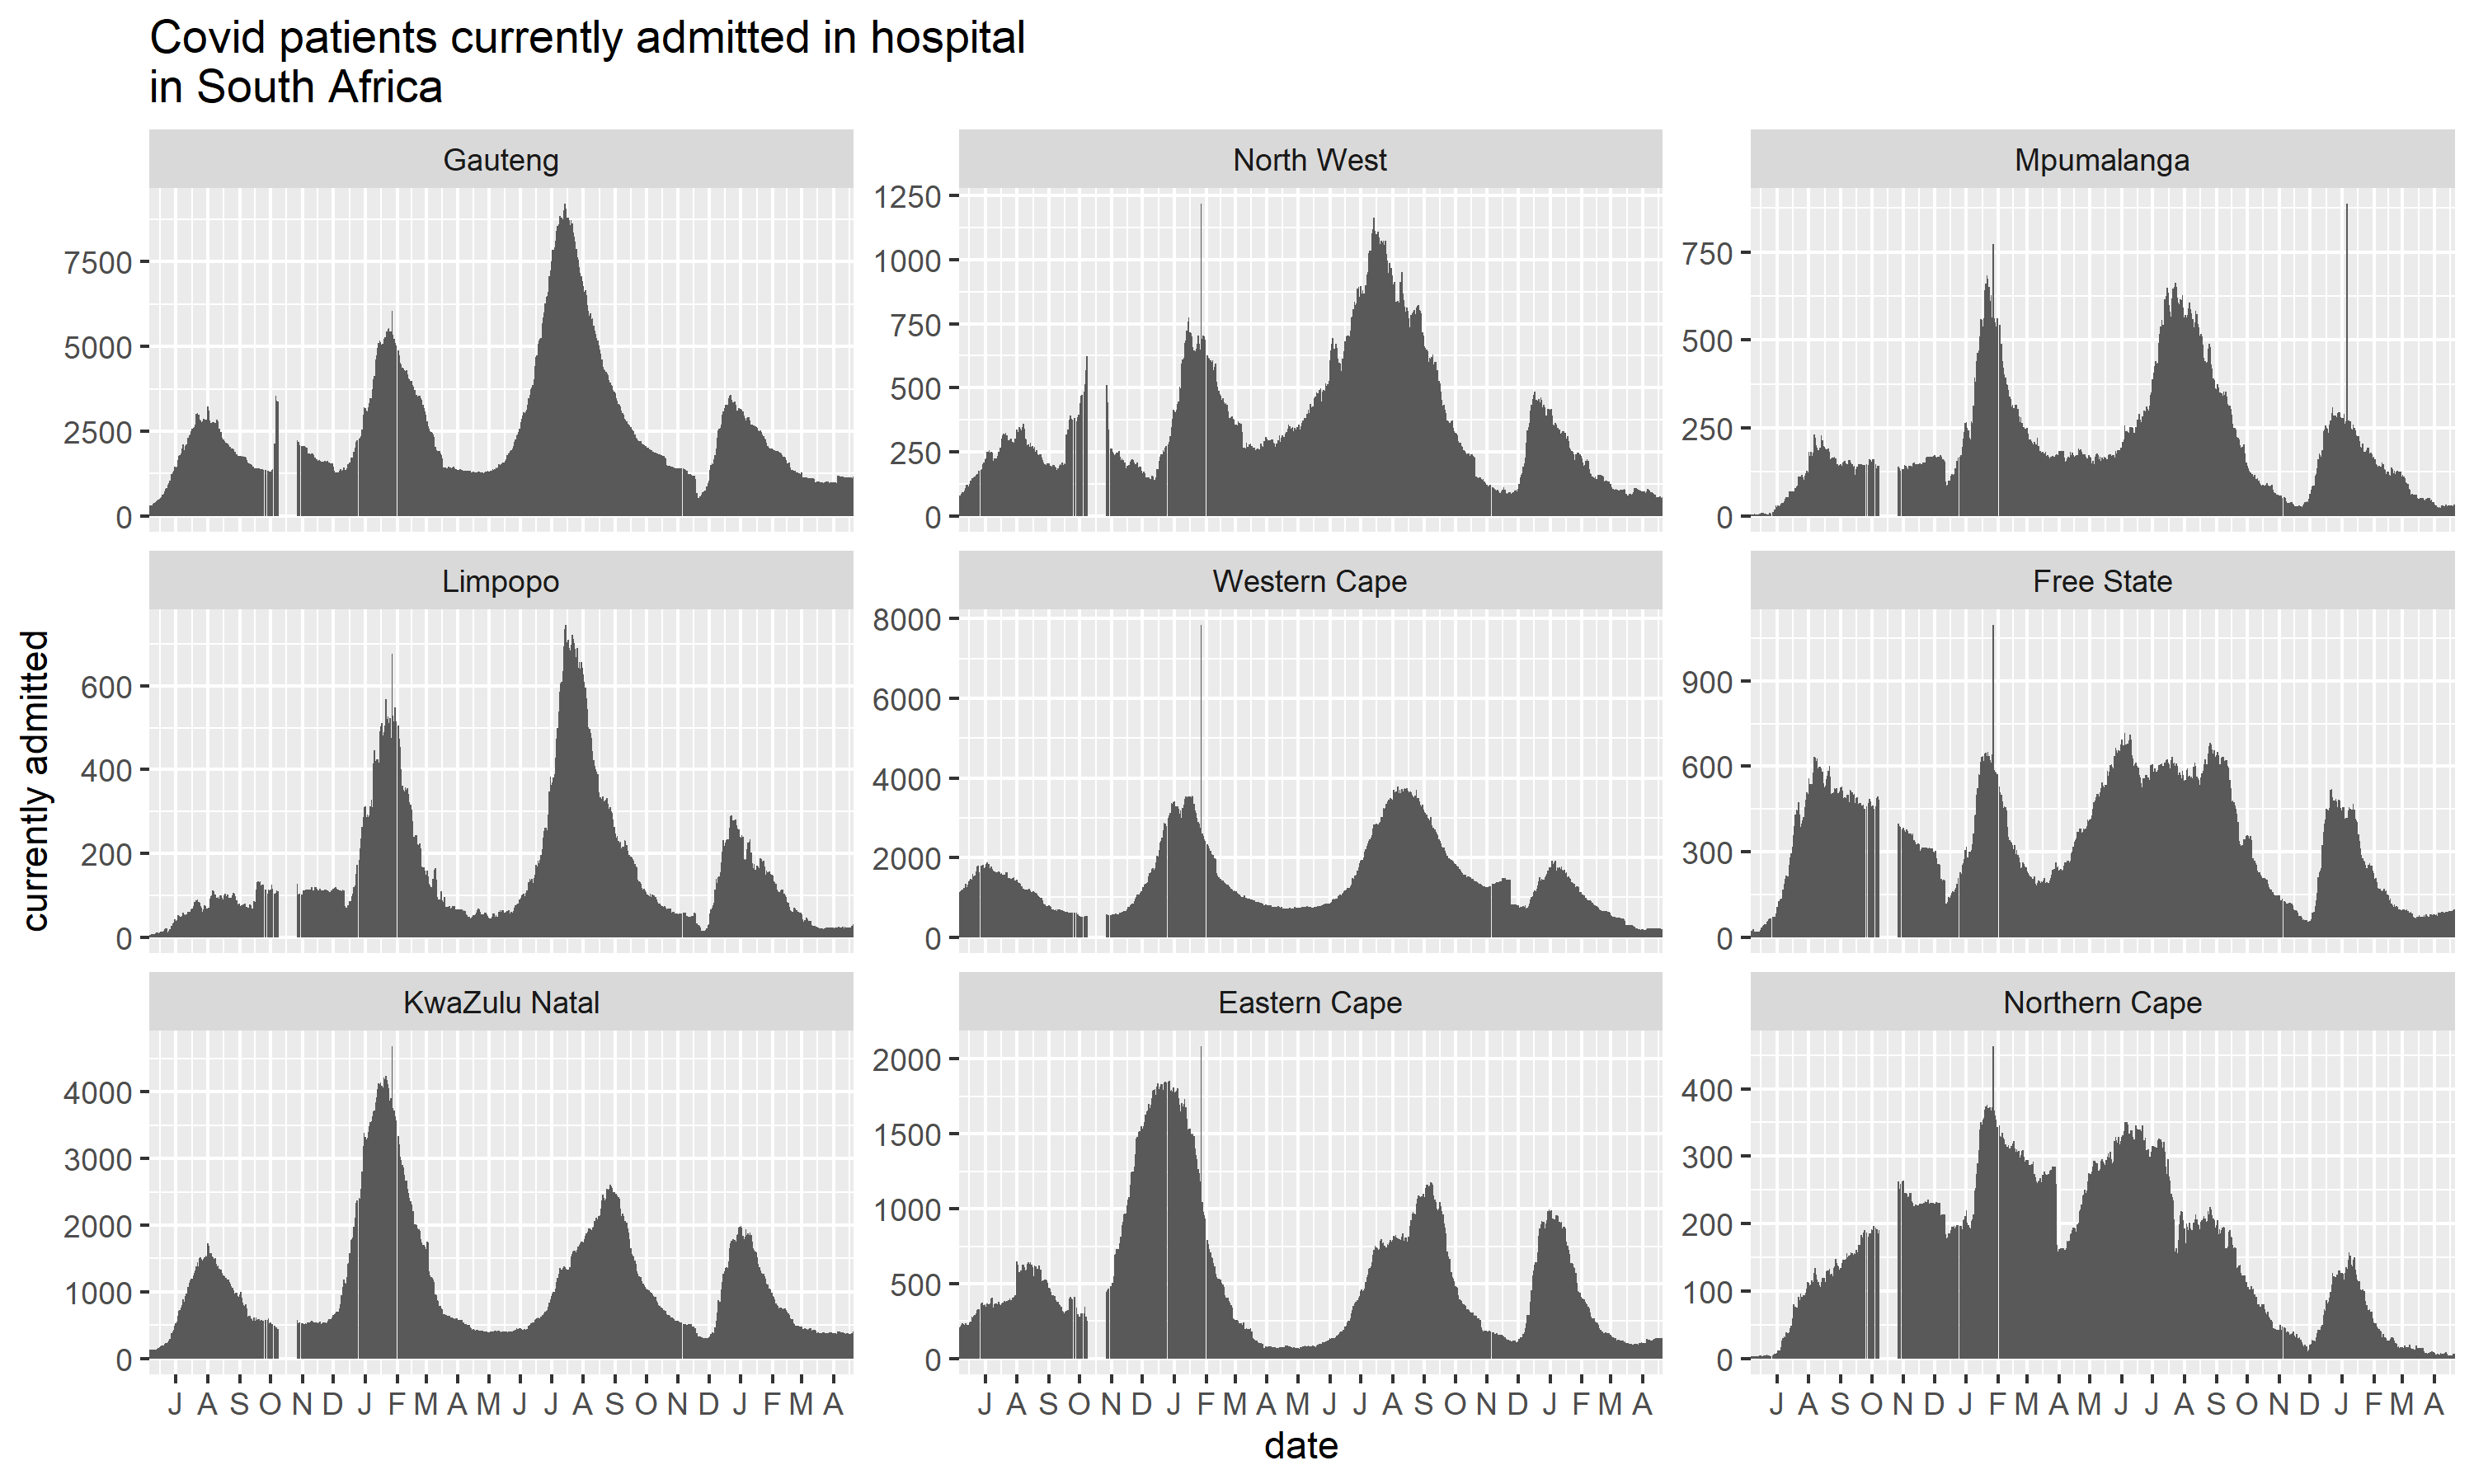 Covid patients currently admitted in hospital
in South Africa
Gauteng
North West
Mpumalanga
7500
5000
2500
0
1250
1000
750
500
250
0
750
500
250
0
Limpopo
Western Cape
Free State
600
400
200
0
8000
6000
4000
2000
0
900
600
300
0
currently admitted
KwaZulu Natal
Eastern Cape
Northern Cape
4000
3000
2000
1000
0
2000
1500
1000
500
0
400
300
200
100
0
J A S O N D J F M A M J J A S O N D J F M A
J A S O N D J F M A M J J A S O N D J F M A
J A S O N D J F M A M J J A S O N D J F M A
date